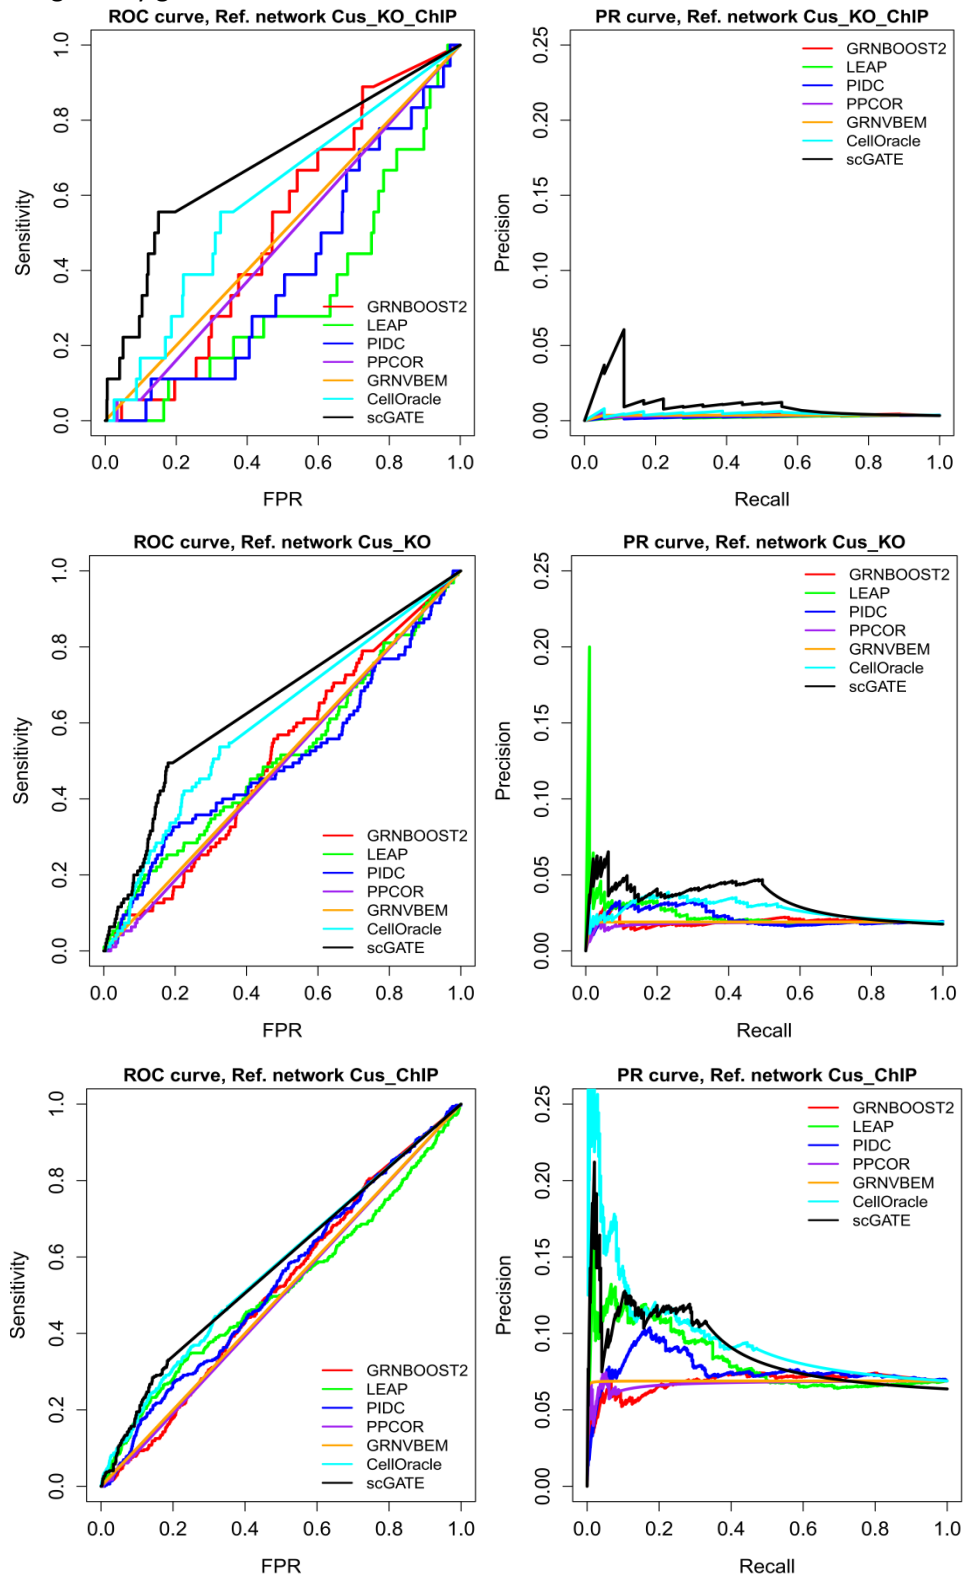 ROC curve, Ref. network Cus_KO_ChIP
Sensitivity
1.0
0.8
0.6
0.4
0.2
0.0
GRNBOOST2
LEAP
PIDC
PPCOR
GRNVBEM
CellOracle
scGATE
0.0 0.2 0.4 0.6 0.8 1.0
FPR
PR curve, Ref. network Cus_KO_ChIP
Precision
0.25
0.20
0.15
0.10
0.05
0.00
GRNBOOST2
LEAP
PIDC
PPCOR
GRNVBEM
CellOracle
scGATE
0.0 0.2 0.4 0.6 0.8 1.0
Recall
ROC curve, Ref. network Cus_KO
Sensitivity
1.0
0.8
0.6
0.4
0.2
0.0
GRNBOOST2
LEAP
PIDC
PPCOR
GRNVBEM
CellOracle
scGATE
0.0 0.2 0.4 0.6 0.8 1.0
FPR
PR curve, Ref. network Cus_KO
Precision
0.25
0.20
0.15
0.10
0.05
0.00
GRNBOOST2
LEAP
PIDC
PPCOR
GRNVBEM
CellOracle
scGATE
0.0 0.2 0.4 0.6 0.8 1.0
Recall
ROC curve, Ref. network Cus_ChIP
Sensitivity
1.0
0.8
0.6
0.4
0.2
0.0
GRNBOOST2
LEAP
PIDC
PPCOR
GRNVBEM
CellOracle
scGATE
0.0 0.2 0.4 0.6 0.8 1.0
FPR
PR curve, Ref. network Cus_ChIP
Precision
0.25
0.20
0.15
0.10
0.05
0.00
GRNBOOST2
LEAP
PIDC
PPCOR
GRNVBEM
CellOracle
scGATE
0.0 0.2 0.4 0.6 0.8 1.0
Recall